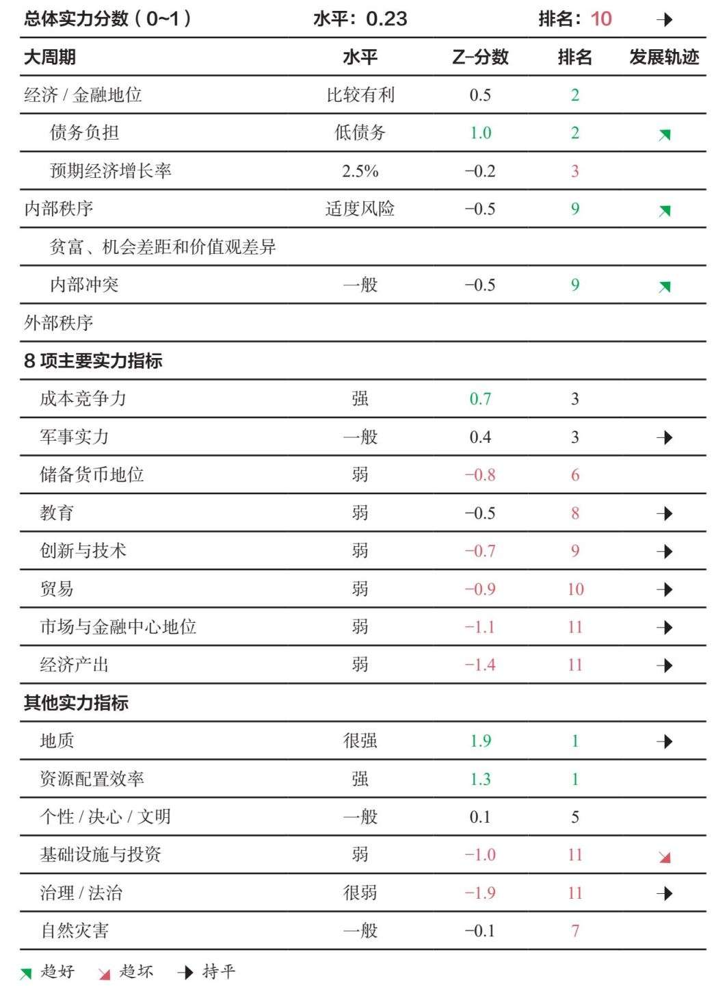 总体实力分数（0~1） 水平：0.23 排名：10
大周期 水平 Z–分数 排名 发展轨迹
经济 / 金融地位 比较有利 0.5 2
债务负担 低债务 1.0 2
预期经济增长率 2.5% −0.2 3
内部秩序 适度风险 −0.5 9
贫富、机会差距和价值观差异
内部冲突 一般 −0.5 9
外部秩序
8 项主要实力指标
成本竞争力 强 0.7 3
军事实力 一般 0.4 3
储备货币地位 弱 −0.8 6
教育 弱 −0.5 8
创新与技术 弱 −0.7 9
贸易 弱 −0.9 10
市场与金融中心地位 弱 −1.1 11
经济产出 弱 −1.4 11
其他实力指标
地质 很强 1.9 1
资源配置效率 强 1.3 1
个性 / 决心 / 文明 一般 0.1 5
基础设施与投资 弱 −1.0 11
治理 / 法治 很弱 −1.9 11
自然灾害 一般 −0.1 7
趋好 趋坏 持平